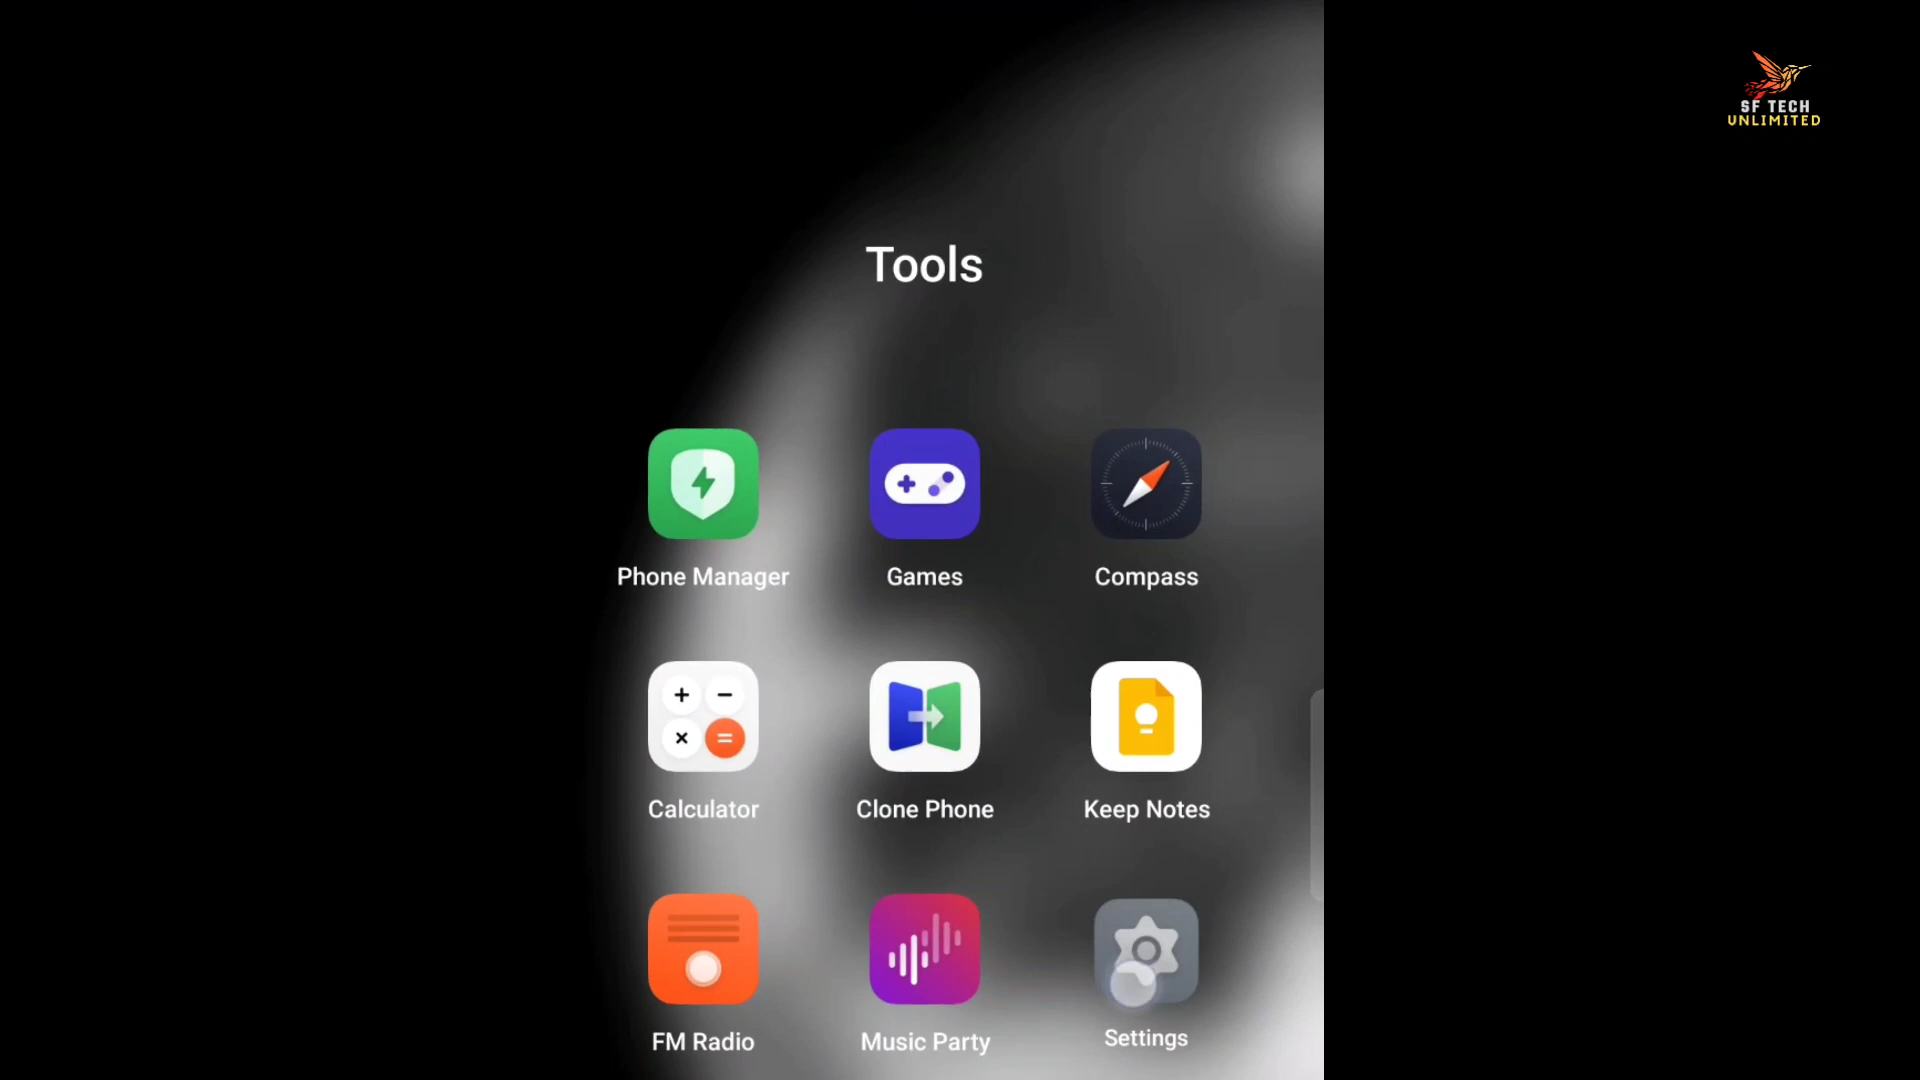 SF TECH
UNLIMITED
Tools
Phone Manager
Games
Compass
Calculator
Clone Phone
Keep Notes
FM Radio
Music Party
Settings